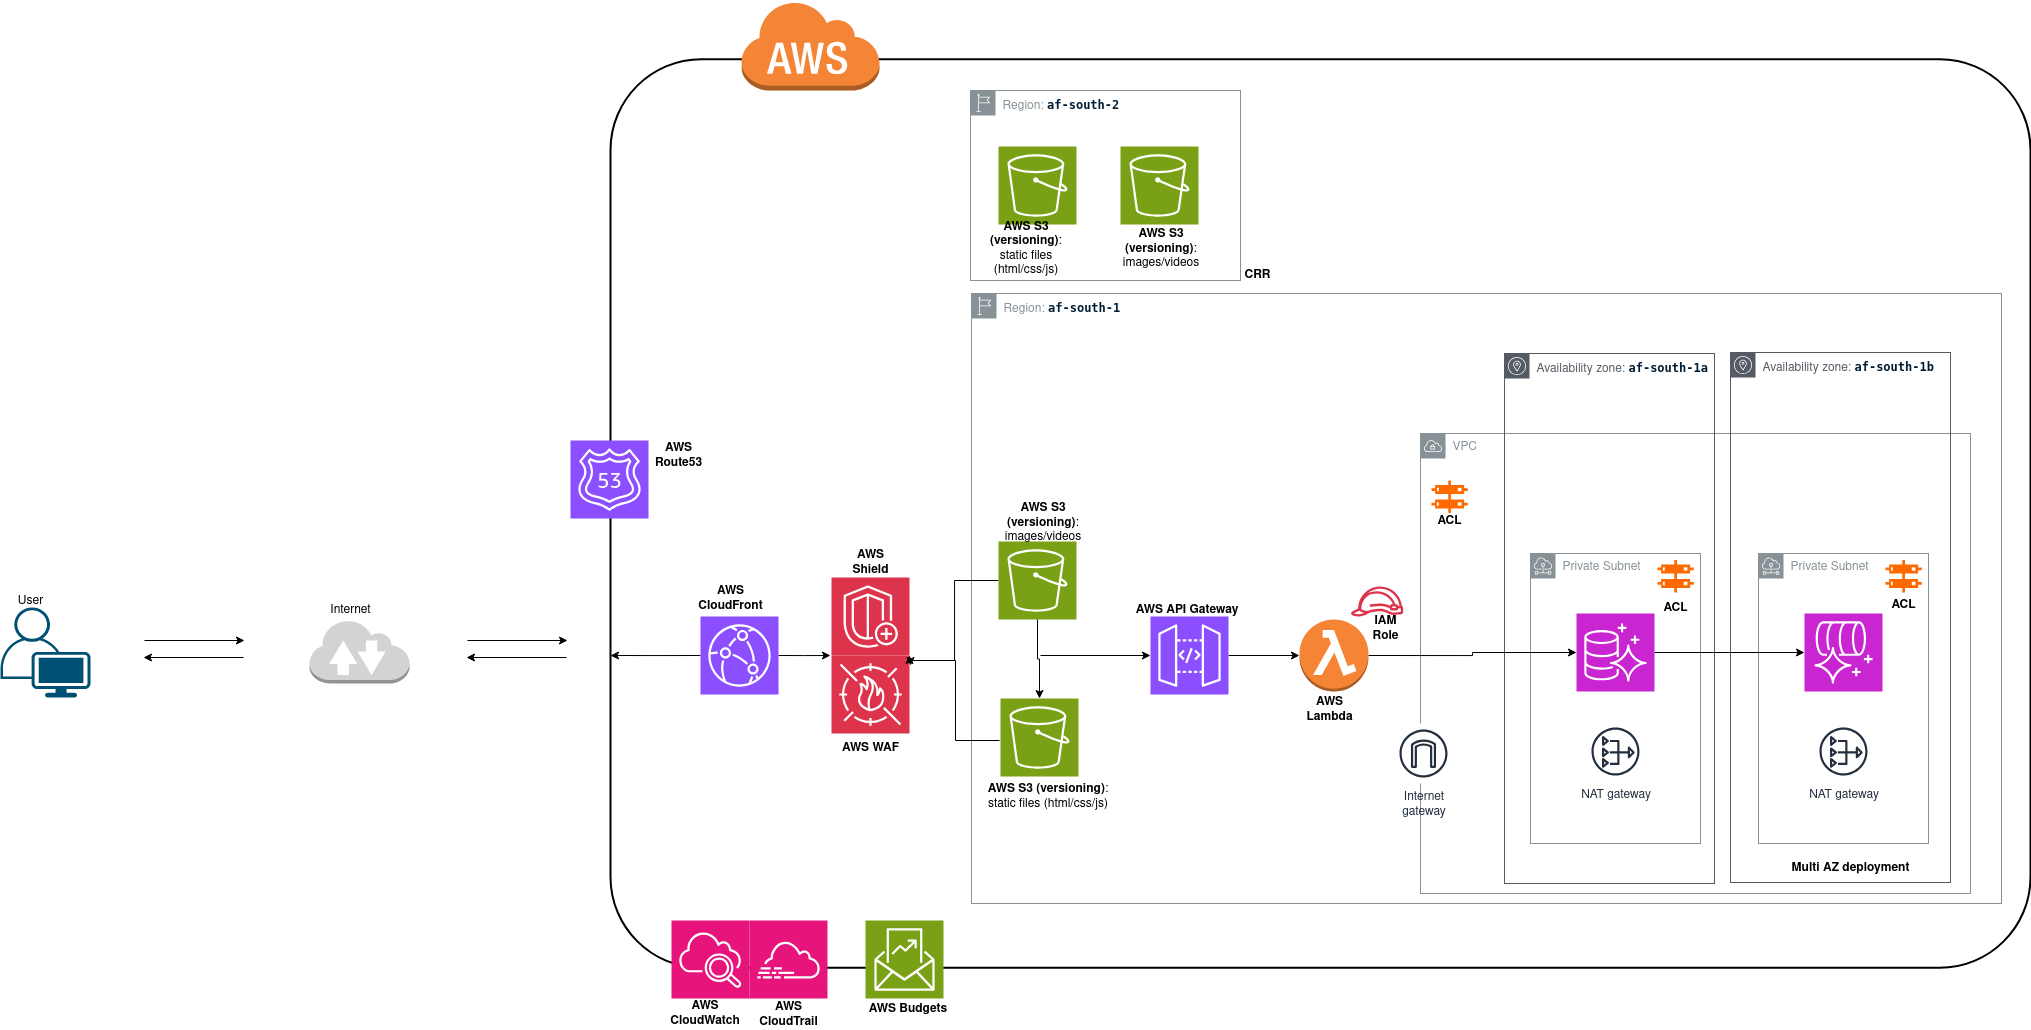 AWS
Region: af-south-2
AWS S3
(versioning):
static files
(html/css/js)
AWS S3
(versioning):
images/videos
CRR
Region: af-south-1
Availability zone: af-south-1a
Availability zone: af-south-1b
VPC
ACL
Private Subnet
ACL
Private Subnet
ACL
53
AWS
Route53
AWS S3
(versioning):
images/videos
AWS
Shield
AWS
CloudFront
User
Internet
AWS API Gateway
</>
IAM
Role
AWS
Lambda
AWS WAF
AWS S3 (versioning):
static files (html/css/js)
Internet
gateway
NAT gateway
NAT gateway
Multi AZ deployment
AWS
CloudWatch
AWS
CloudTrail
AWS Budgets